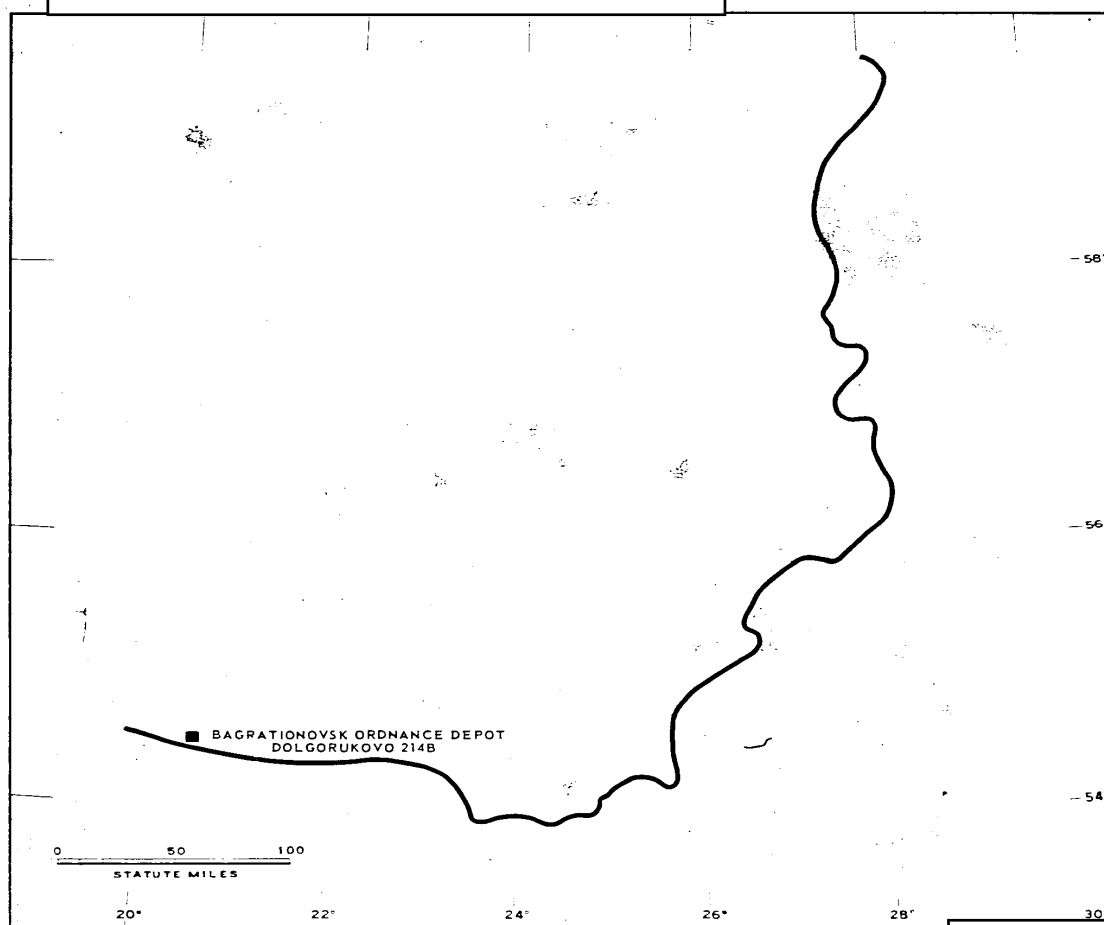 58°
56
BAGRATIONOVSK ORDNANCE DEPOT
DOLGORUKOVO 214B
54
0 50 100
STATUTE MILES
20° 22° 24° 26° 28° 30